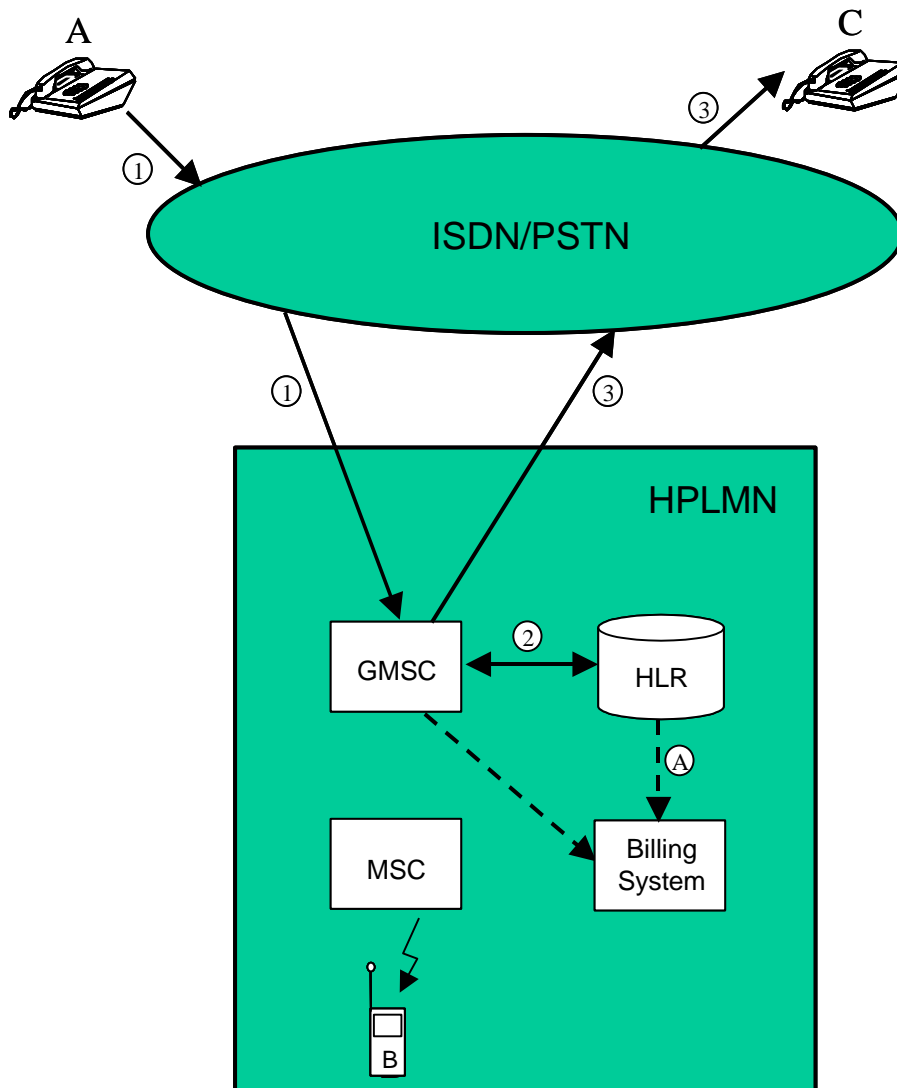 A
C
3
1
ISDN/PSTN
1
3
HPLMN
2
GMSC
HLR
A
MSC
Billing
System
B